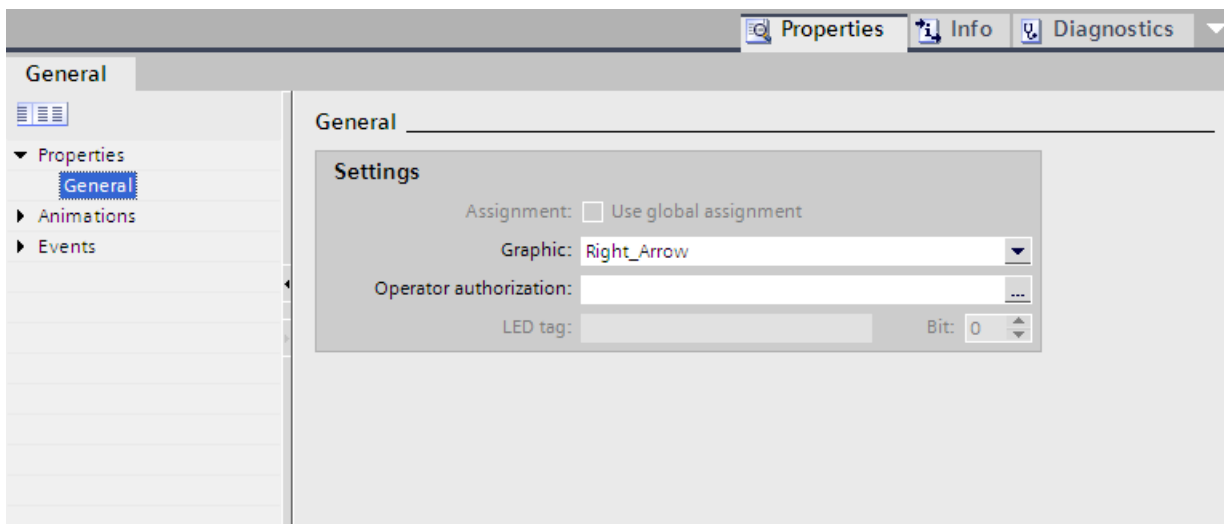 Properties Info Diagnostics
General
General
Properties
Settings
General
Assignment: Use global assignment
Animations
Graphic: Right_Arrow
Events
Operator authorization: ...
LED tag: Bit: 0